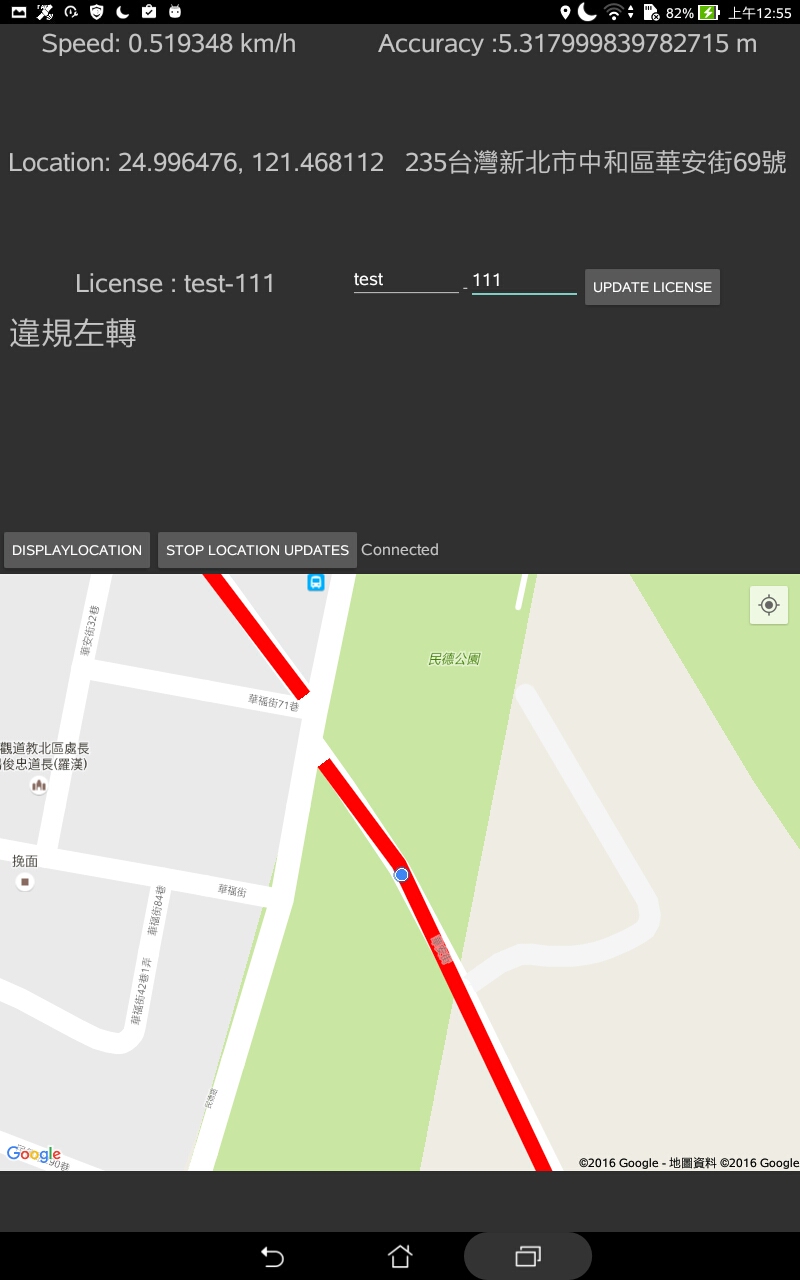 82% 上午12:55
Speed: 0.519348 km/h
Accuracy :5.317999839782715 m
Location: 24.996476, 121.468112 235台灣新北市中和區華安街69號
License : test-111
test - 111
UPDATE LICENSE
違規左轉
DISPLAYLOCATION
STOP LOCATION UPDATES
Connected
華安街32巷
民德公園
華福街71巷
觀道教北區處長
俊忠道長(羅漢)
挽面
華福街
華福街84巷
華福街42巷1弄
民德路
Google
90巷
©2016 Google - 地圖資料 ©2016 Google